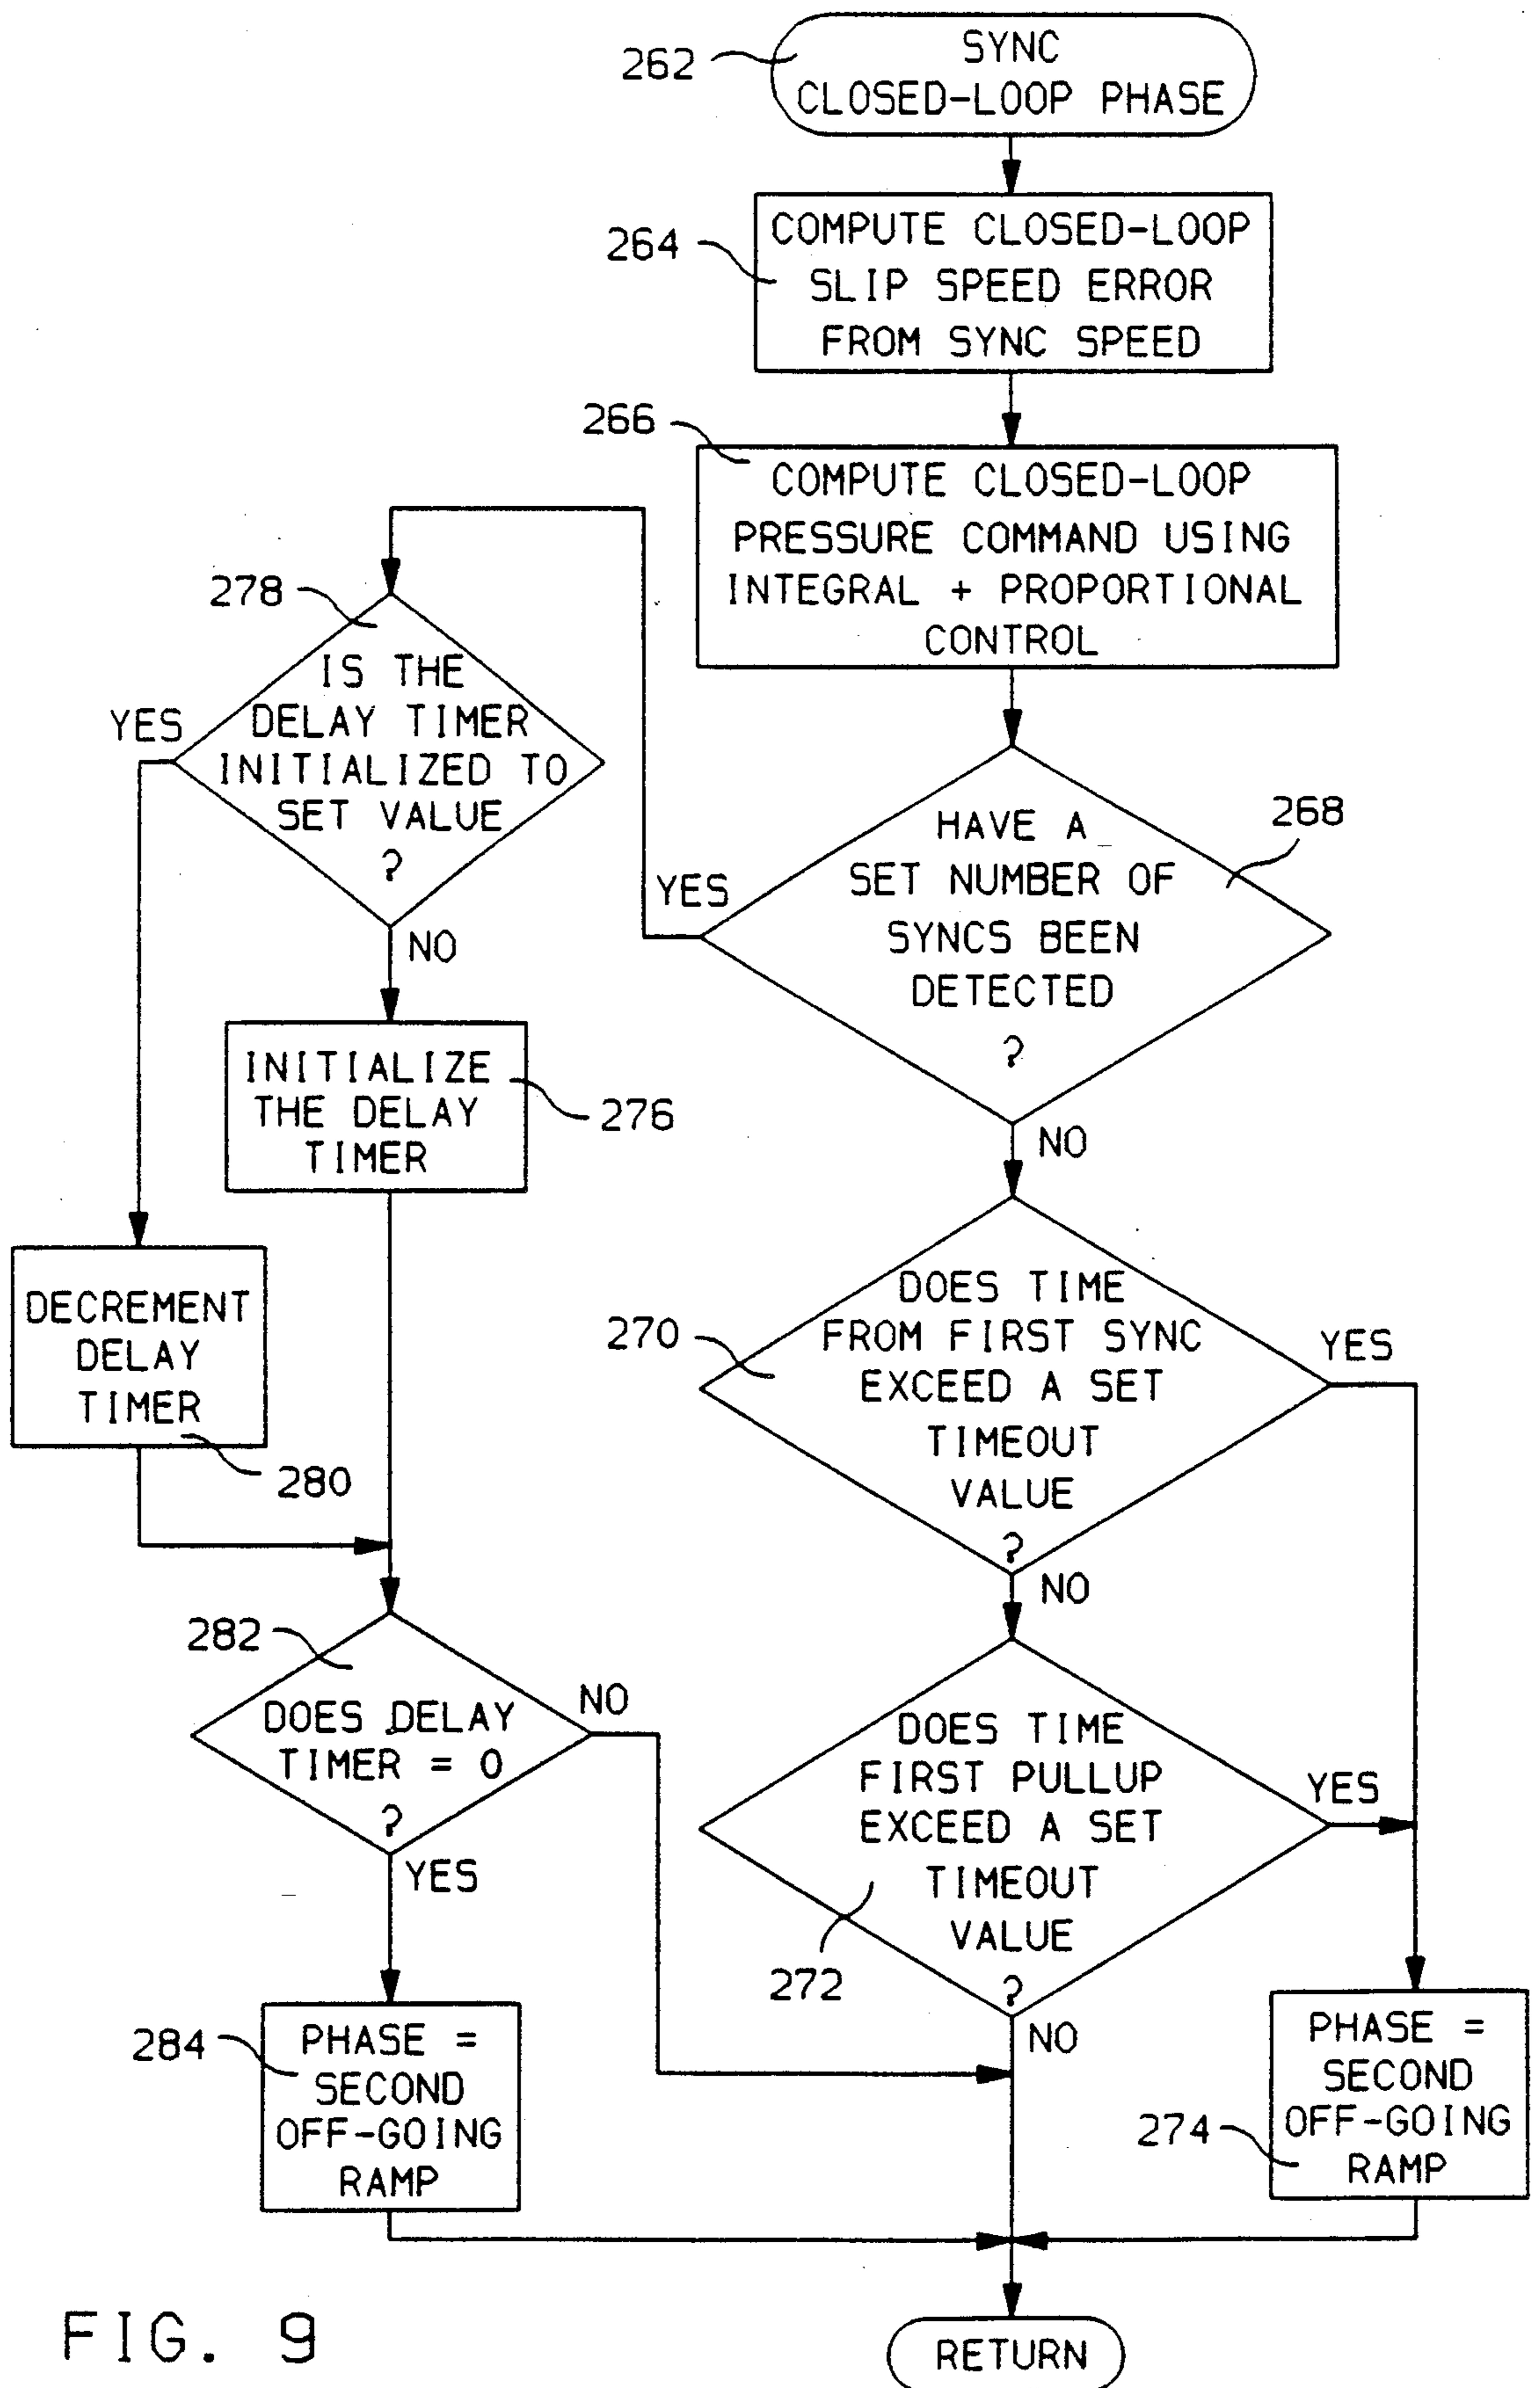 262
SYNC
CLOSED-LOOP PHASE
264
COMPUTE CLOSED-LOOP
SLIP SPEED ERROR
FROM SYNC SPEED
266
COMPUTE CLOSED-LOOP
PRESSURE COMMAND USING
INTEGRAL + PROPORTIONAL
CONTROL
268
HAVE A
SET NUMBER OF
SYNCS BEEN
DETECTED
?
YES
NO
278
IS THE
DELAY TIMER
INITIALIZED TO
SET VALUE
?
YES
NO
INITIALIZE
THE DELAY
TIMER
276
DECREMENT
DELAY
TIMER
280
270
DOES TIME
FROM FIRST SYNC
EXCEED A SET
TIMEOUT
VALUE
?
YES
NO
282
DOES DELAY
TIMER = 0
?
NO
YES
DOES TIME
FIRST PULLUP
EXCEED A SET
TIMEOUT
VALUE
?
272
YES
NO
284
PHASE =
SECOND
OFF-GOING
RAMP
274
PHASE =
SECOND
OFF-GOING
RAMP
RETURN
FIG. 9